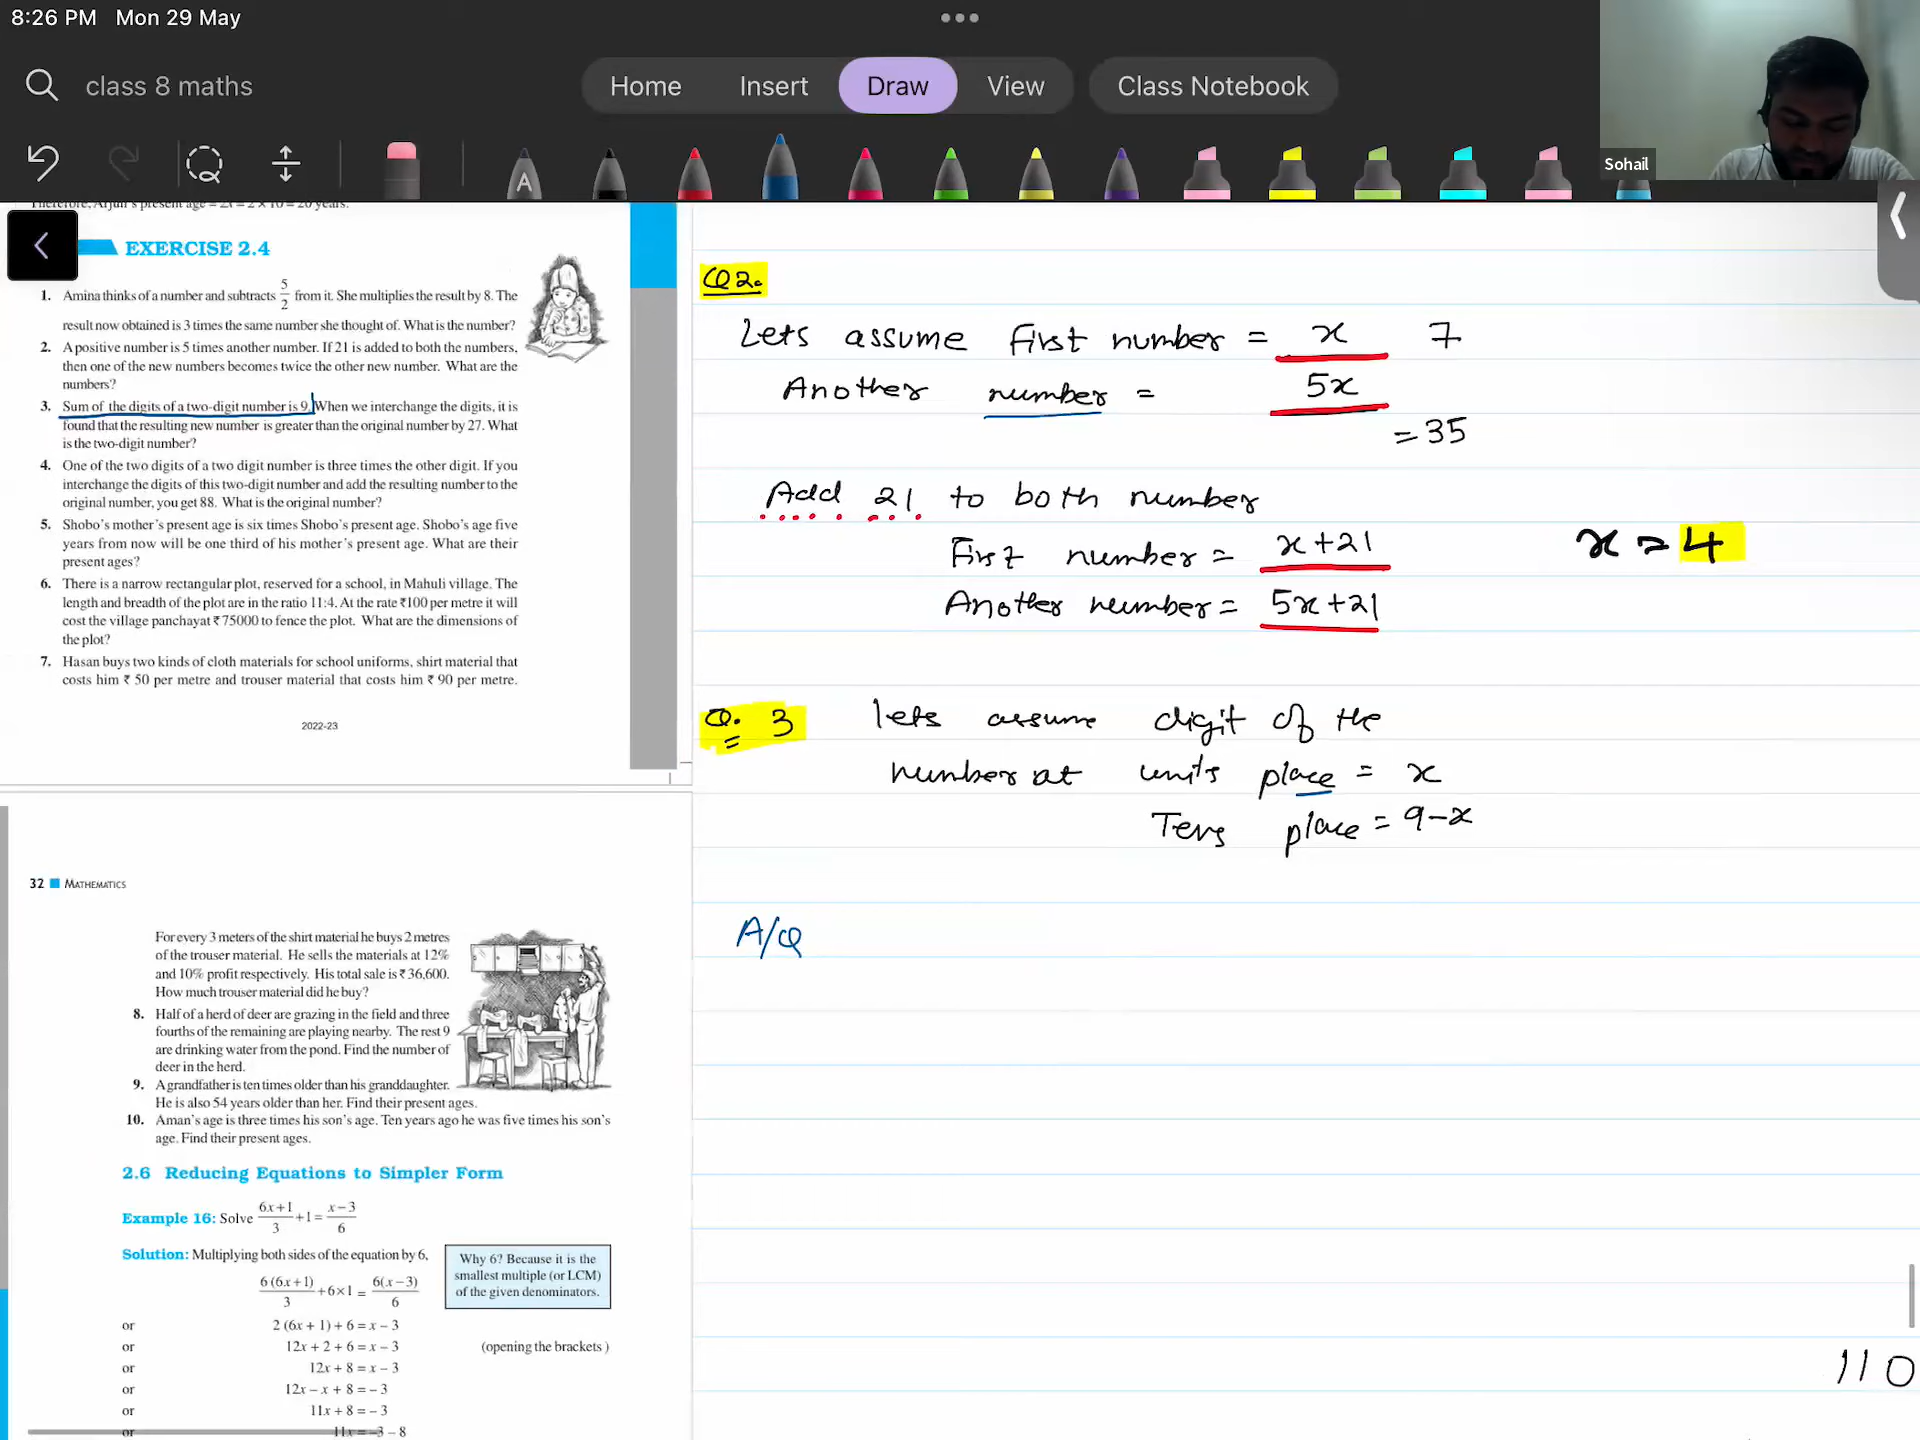 8:26 PM Mon 29 May
class 8 maths
Home Insert Draw View Class Notebook
A
Sohail
Therefore, Arjun's present age = 2x = 2 × 10 = 20 years.
EXERCISE 2.4
1. Amina thinks of a number and subtracts 5/2 from it. She multiplies the result by 8. The
result now obtained is 3 times the same number she thought of. What is the number?
2. A positive number is 5 times another number. If 21 is added to both the numbers,
then one of the new numbers becomes twice the other new number. What are the
numbers?
3. Sum of the digits of a two-digit number is 9. When we interchange the digits, it is
found that the resulting new number is greater than the original number by 27. What
is the two-digit number?
4. One of the two digits of a two digit number is three times the other digit. If you
interchange the digits of this two-digit number and add the resulting number to the
original number, you get 88. What is the original number?
5. Shobo's mother's present age is six times Shobo's present age. Shobo's age five
years from now will be one third of his mother's present age. What are their
present ages?
6. There is a narrow rectangular plot, reserved for a school, in Mahuli village. The
length and breadth of the plot are in the ratio 11:4. At the rate ₹100 per metre it will
cost the village panchayat ₹ 75000 to fence the plot. What are the dimensions of
the plot?
7. Hasan buys two kinds of cloth materials for school uniforms, shirt material that
costs him ₹ 50 per metre and trouser material that costs him ₹ 90 per metre.
2022-23
32 MATHEMATICS
For every 3 meters of the shirt material he buys 2 metres
of the trouser material. He sells the materials at 12%
and 10% profit respectively. His total sale is ₹ 36,600.
How much trouser material did he buy?
8. Half of a herd of deer are grazing in the field and three
fourths of the remaining are playing nearby. The rest 9
are drinking water from the pond. Find the number of
deer in the herd.
9. A grandfather is ten times older than his granddaughter.
He is also 54 years older than her. Find their present ages.
10. Aman's age is three times his son's age. Ten years ago he was five times his son's
age. Find their present ages.
2.6 Reducing Equations to Simpler Form
Example 16: Solve (6x+1)/3 + 1 = (x−3)/6
Solution: Multiplying both sides of the equation by 6,
Why 6? Because it is the
smallest multiple (or LCM)
of the given denominators.
6(6x+1)/3 + 6×1 = 6(x−3)/6
or 2 (6x + 1) + 6 = x − 3
or 12x + 2 + 6 = x − 3 (opening the brackets )
or 12x + 8 = x − 3
or 12x − x + 8 = − 3
or 11x + 8 = − 3
or 11x = −3 − 8
Q2.
Lets assume First number = x 7
Another number = 5x
= 35
Add 21 to both number
First number = x+21
x = 4
Another number = 5x+21
Q. 3 lets assume digit of the
number at units place = x
Tens place = 9−x
A/Q
110